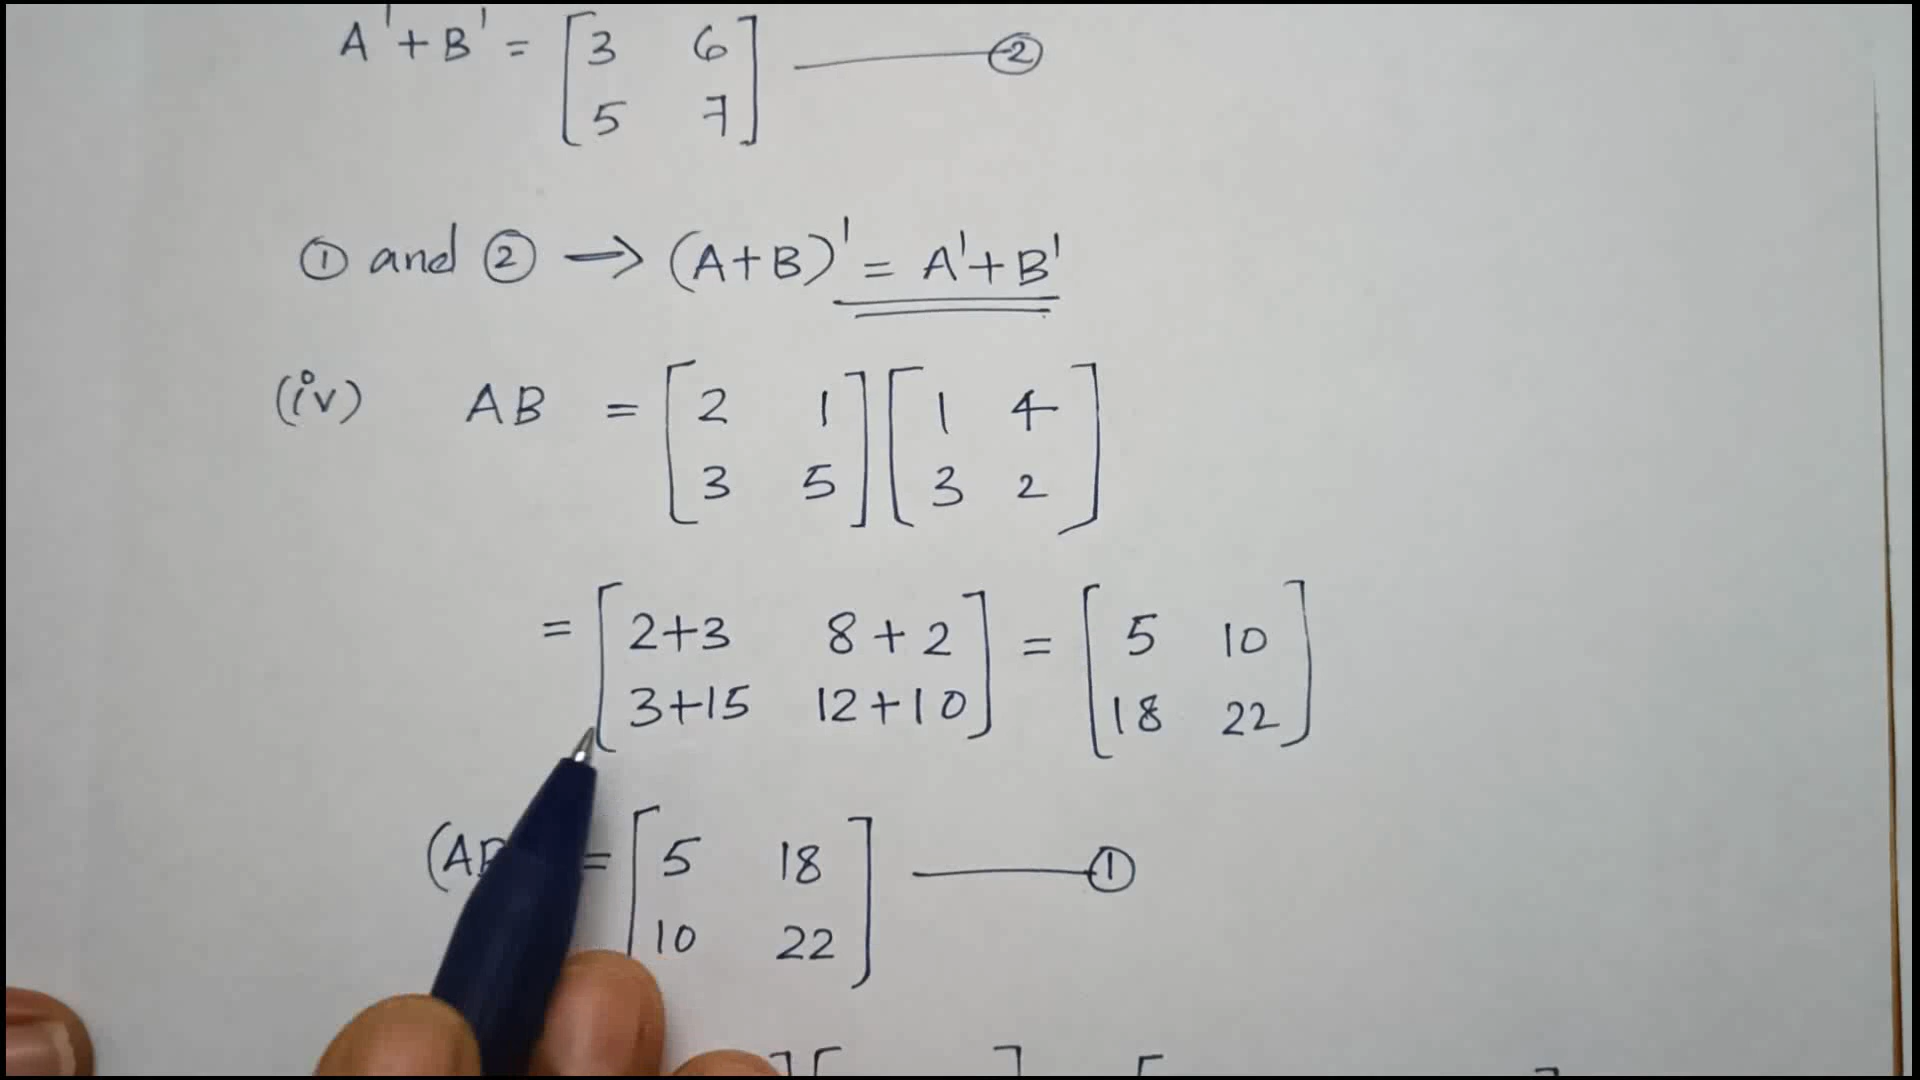 A' + B' = [3 6 ———②
5 7]
① and ② → (A+B)' = A'+B'
(iv) AB = [2 1] [1 4]
[3 5] [3 2]
= [2+3 8+2] = [5 10]
[3+15 12+10] [18 22]
(AB = [5 18] ———①
[10 22]